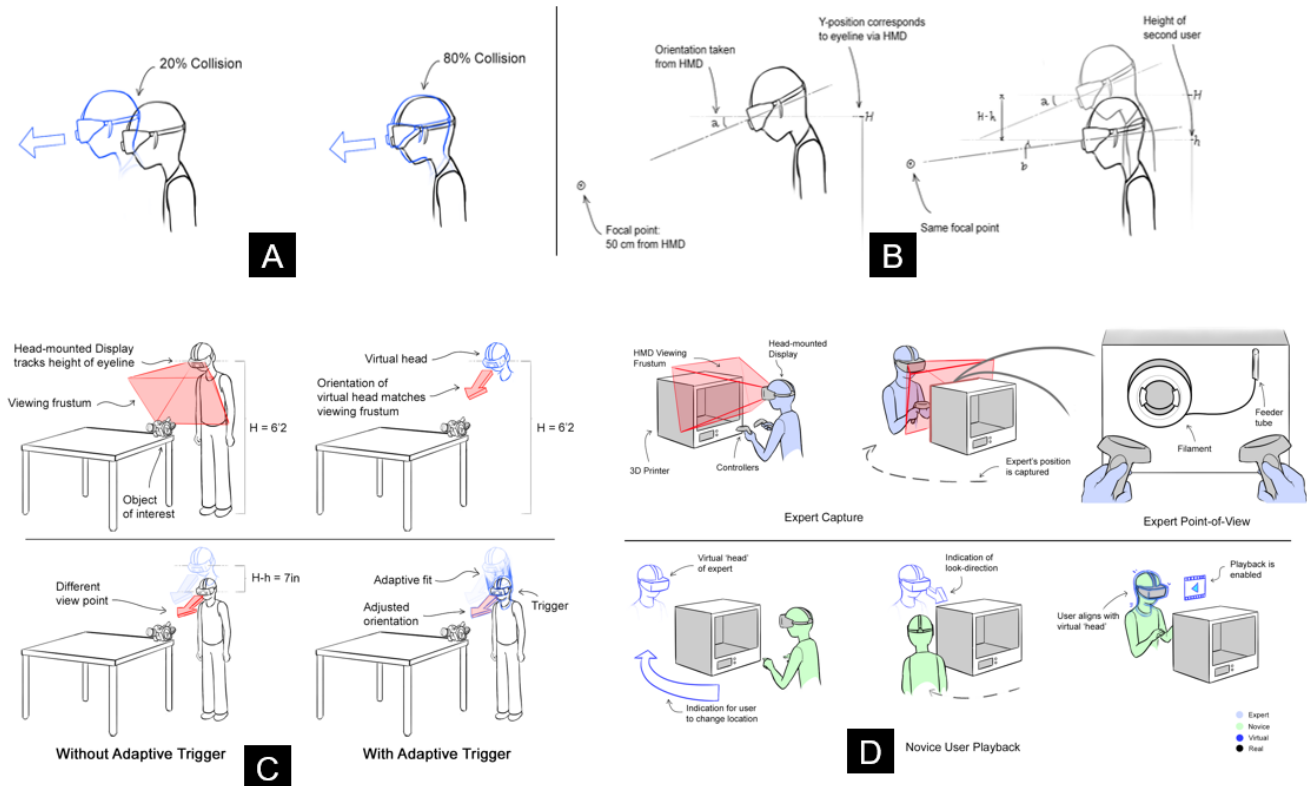 20% Collision
80% Collision
A
Orientation taken
from HMD
Y-position corresponds
to eyeline via HMD
a
H
Focal point:
50 cm from HMD
Height of
second user
a
H
H-h
h
b
Same focal point
B
Head-mounted Display
tracks height of eyeline
Viewing frustum
H = 6'2
Object
of interest
Virtual head
Orientation of
virtual head matches
viewing frustum
H = 6'2
Different
view point
H-h = 7in
Without Adaptive Trigger
Adaptive fit
Adjusted
orientation
Trigger
With Adaptive Trigger
C
HMD Viewing
Frustum
Head-mounted
Display
3D Printer
Controllers
Expert's position
is captured
Expert Capture
Filament
Feeder
tube
Expert Point-of-View
Virtual 'head'
of expert
Indication for user
to change location
Indication of
look-direction
User aligns with
virtual 'head'
Playback is
enabled
Expert
Novice
Virtual
Real
D
Novice User Playback